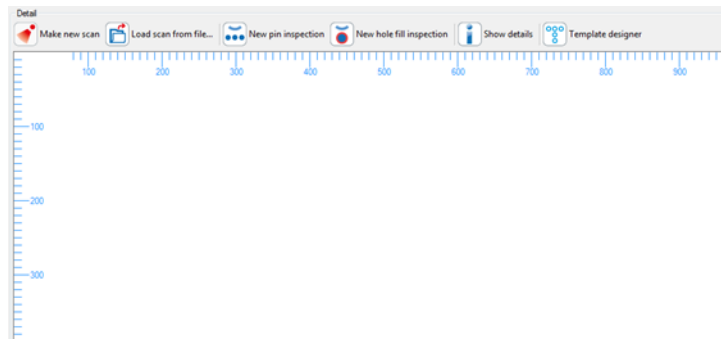 Detail
Make new scan Load scan from file... New pin inspection New hole fill inspection Show details Template designer
100 200 300 400 500 600 700 800 900
100
200
300